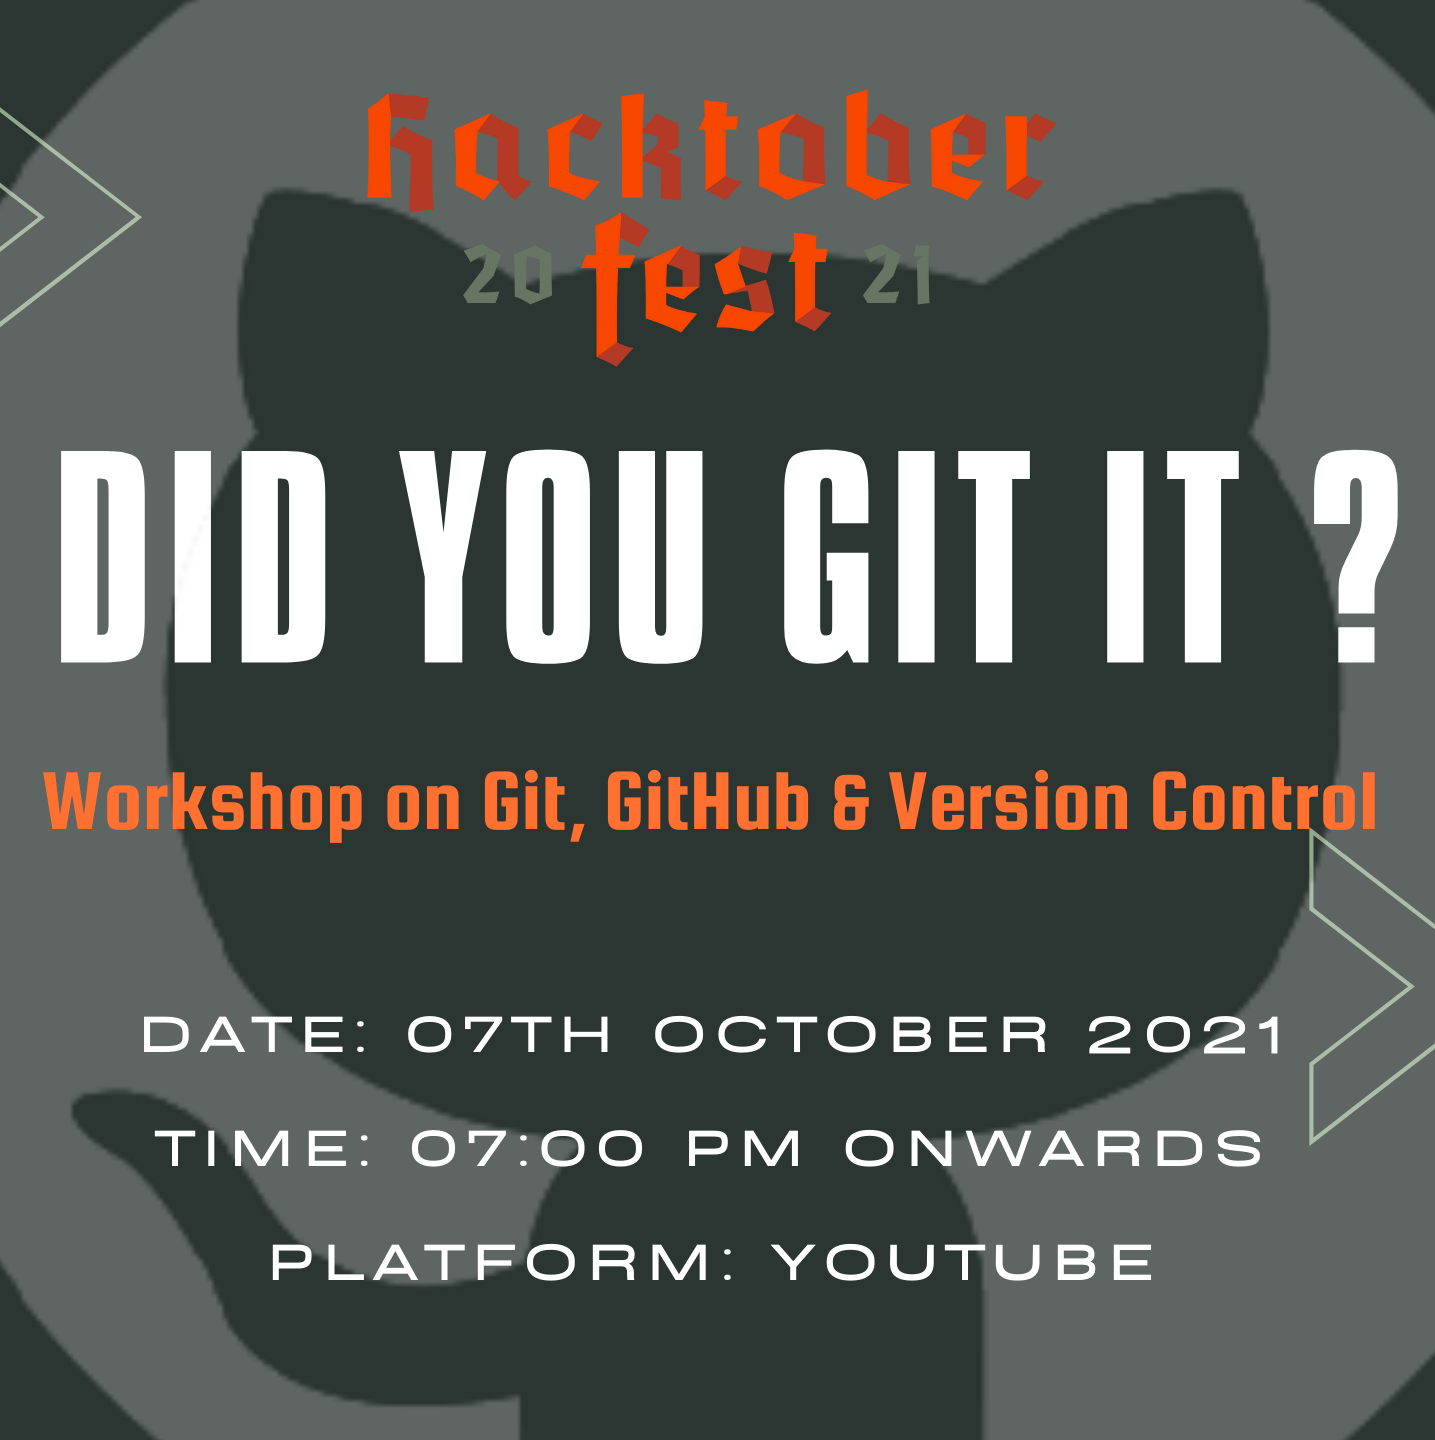 Hacktober
20 fest 21
DID YOU GIT IT ?
Workshop on Git, GitHub & Version Control
DATE: 07TH OCTOBER 2021
TIME: 07:00 PM ONWARDS
PLATFORM: YOUTUBE